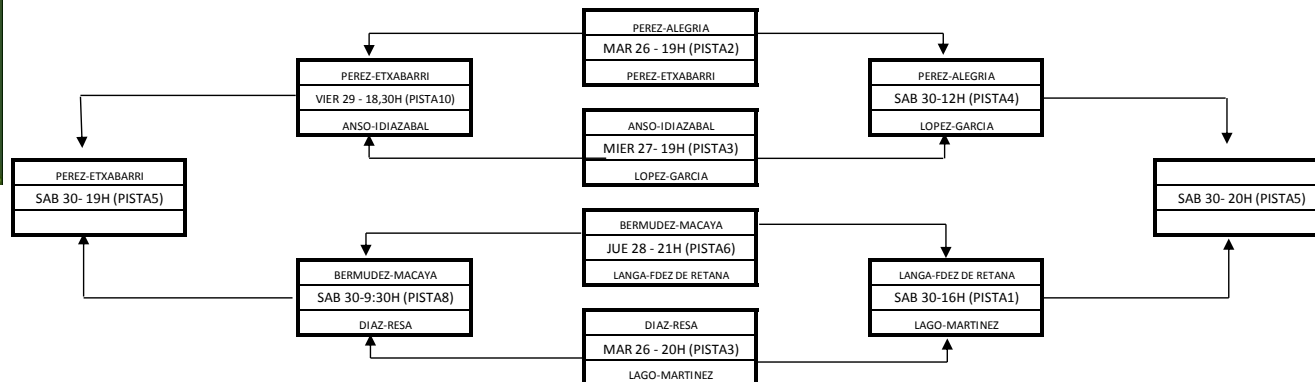 PEREZ-ALEGRIA
MAR 26 - 19H (PISTA2)
PEREZ-ETXABARRI
PEREZ-ETXABARRI
VIER 29 - 18,30H (PISTA10)
ANSO-IDIAZABAL
PEREZ-ALEGRIA
SAB 30-12H (PISTA4)
LOPEZ-GARCIA
ANSO-IDIAZABAL
MIER 27- 19H (PISTA3)
LOPEZ-GARCIA
PEREZ-ETXABARRI
SAB 30- 19H (PISTA5)
SAB 30- 20H (PISTA5)
BERMUDEZ-MACAYA
JUE 28 - 21H (PISTA6)
LANGA-FDEZ DE RETANA
BERMUDEZ-MACAYA
SAB 30-9:30H (PISTA8)
DIAZ-RESA
LANGA-FDEZ DE RETANA
SAB 30-16H (PISTA1)
LAGO-MARTINEZ
DIAZ-RESA
MAR 26 - 20H (PISTA3)
LAGO-MARTINEZ